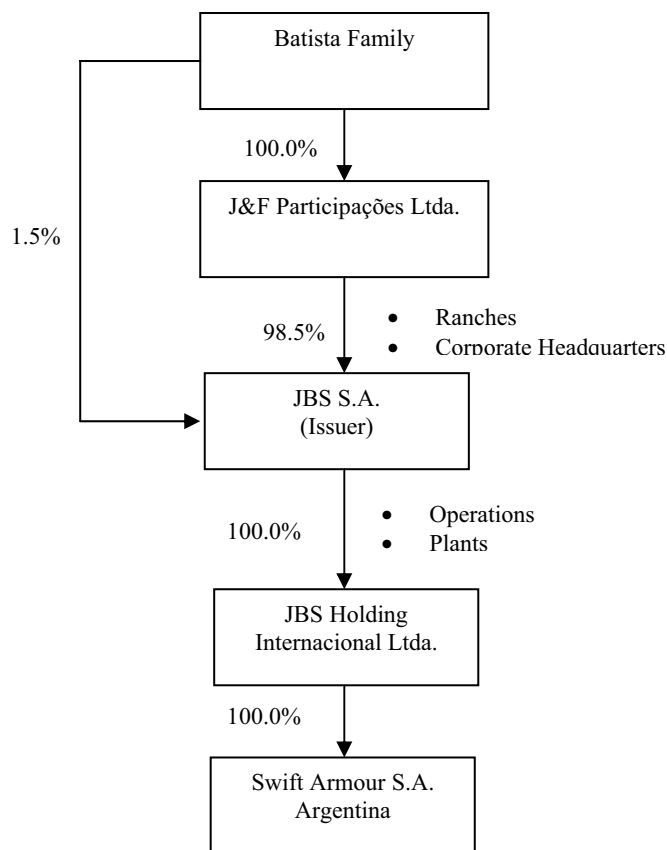 Batista Family
100.0%
J&F Participações Ltda.
1.5%
98.5%
• Ranches
• Corporate Headquarters
JBS S.A.
(Issuer)
100.0%
• Operations
• Plants
JBS Holding
Internacional Ltda.
100.0%
Swift Armour S.A.
Argentina